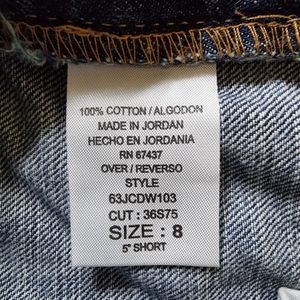 100% COTTON / ALGODON
MADE IN JORDAN
HECHO EN JORDANIA
RN 67437
OVER / REVERSO
STYLE
63JCDW103
CUT : 36S75
SIZE : 8
5" SHORT